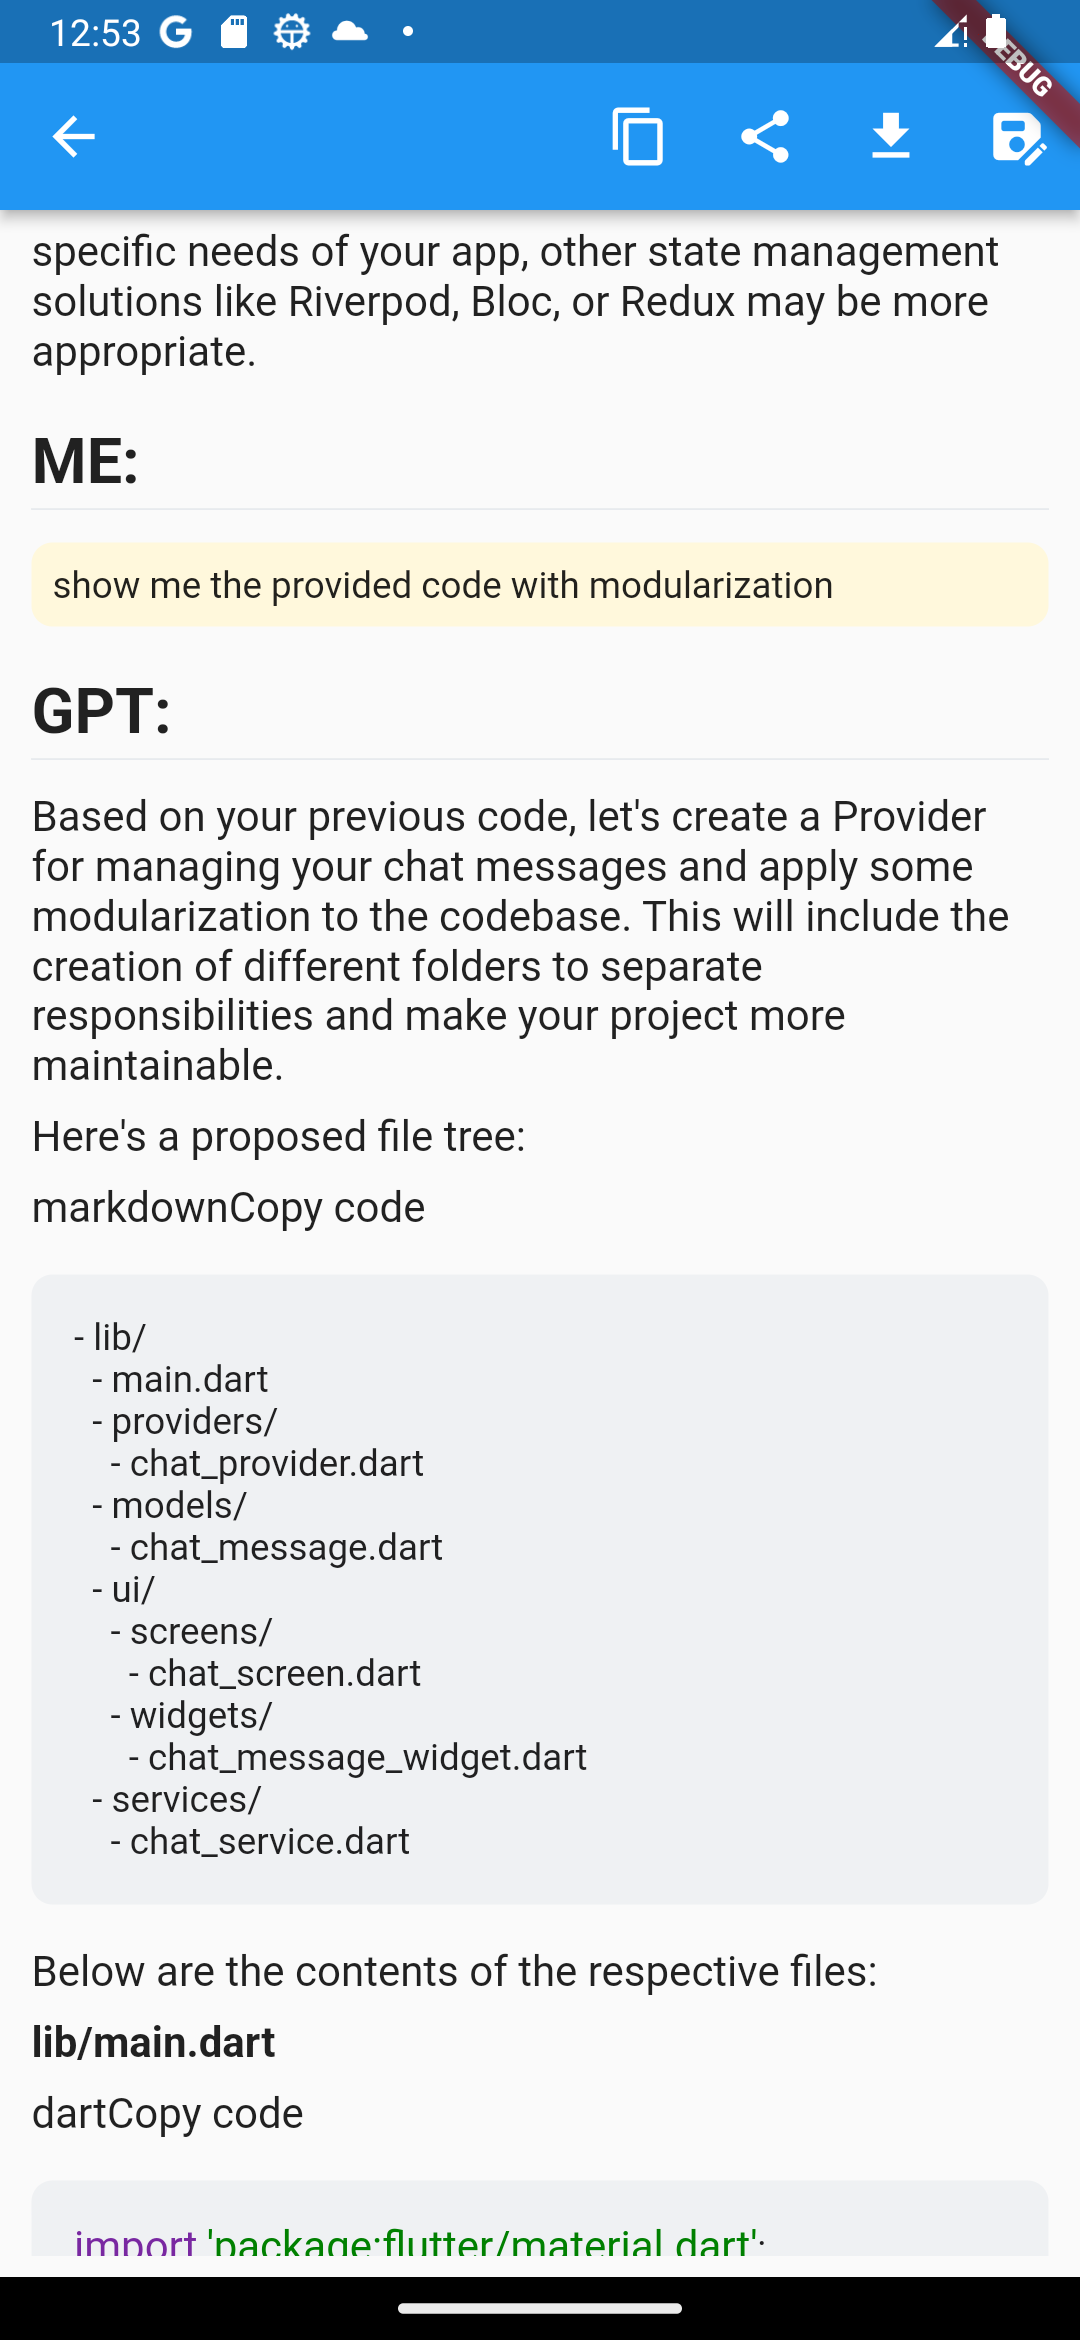 12:53
DEBUG
specific needs of your app, other state management
solutions like Riverpod, Bloc, or Redux may be more
appropriate.
ME:
show me the provided code with modularization
GPT:
Based on your previous code, let's create a Provider
for managing your chat messages and apply some
modularization to the codebase. This will include the
creation of different folders to separate
responsibilities and make your project more
maintainable.
Here's a proposed file tree:
markdownCopy code
- lib/
- main.dart
- providers/
- chat_provider.dart
- models/
- chat_message.dart
- ui/
- screens/
- chat_screen.dart
- widgets/
- chat_message_widget.dart
- services/
- chat_service.dart
Below are the contents of the respective files:
lib/main.dart
dartCopy code
import 'package:flutter/material.dart';